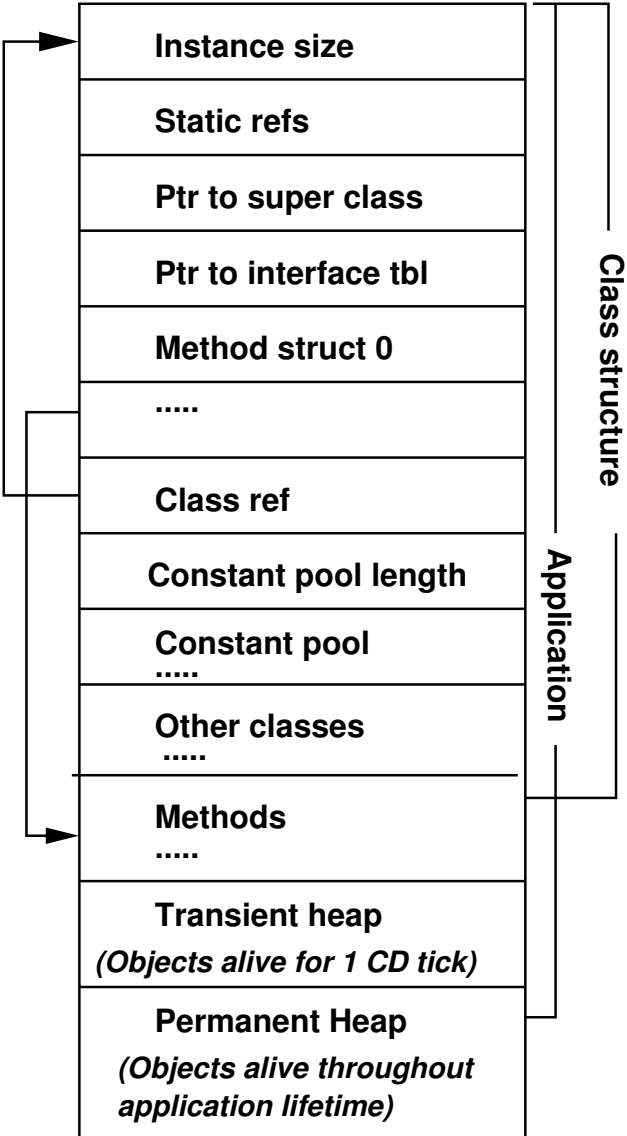 Instance size
Static refs
Ptr to super class
Ptr to interface tbl
Method struct 0
.....
Class ref
Constant pool length
Constant pool
.....
Other classes
.....
Methods
.....
Transient heap
(Objects alive for 1 CD tick)
Permanent Heap
(Objects alive throughout
application lifetime)
Application
Class structure